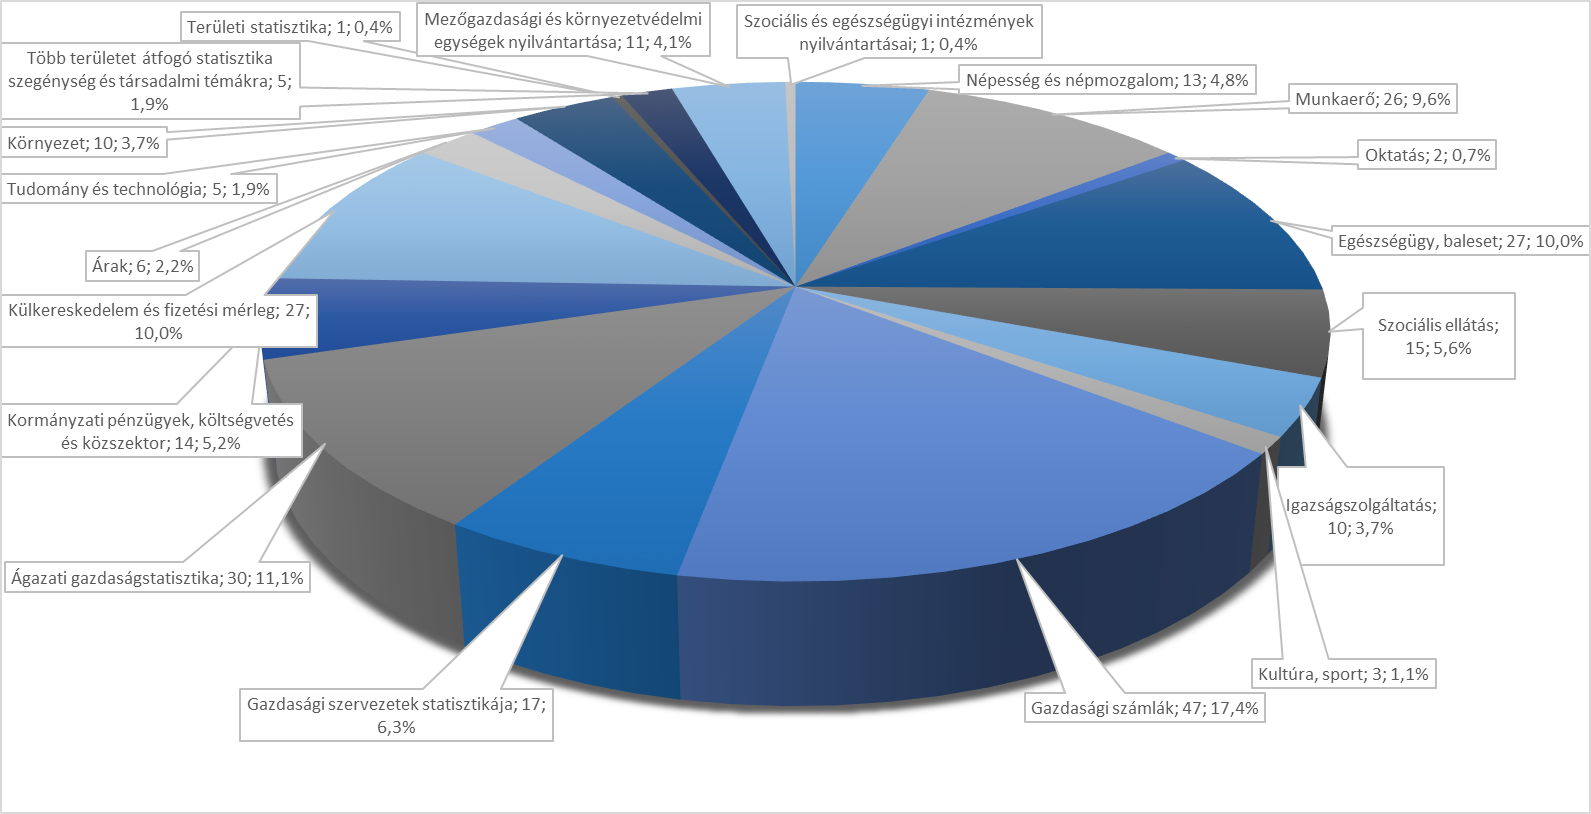 Területi statisztika; 1; 0,4%
Mezőgazdasági és környezetvédelmi
egységek nyilvántartása; 11; 4,1%
Szociális és egészségügyi intézmények
nyilvántartásai; 1; 0,4%
Népesség és népmozgalom; 13; 4,8%
Munkaerő; 26; 9,6%
Oktatás; 2; 0,7%
Egészségügy, baleset; 27; 10,0%
Szociális ellátás;
15; 5,6%
Igazságszolgáltatás;
10; 3,7%
Kultúra, sport; 3; 1,1%
Gazdasági számlák; 47; 17,4%
Gazdasági szervezetek statisztikája; 17;
6,3%
Ágazati gazdaságstatisztika; 30; 11,1%
Kormányzati pénzügyek, költségvetés
és közszektor; 14; 5,2%
Külkereskedelem és fizetési mérleg; 27;
10,0%
Árak; 6; 2,2%
Tudomány és technológia; 5; 1,9%
Környezet; 10; 3,7%
Több területet átfogó statisztika
szegénység és társadalmi témákra; 5;
1,9%